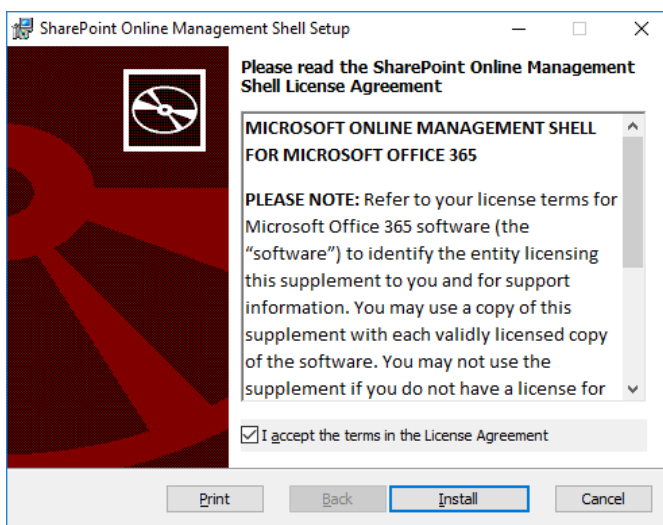 SharePoint Online Management Shell Setup
Please read the SharePoint Online Management
Shell License Agreement
MICROSOFT ONLINE MANAGEMENT SHELL
FOR MICROSOFT OFFICE 365
PLEASE NOTE: Refer to your license terms for
Microsoft Office 365 software (the
“software”) to identify the entity licensing
this supplement to you and for support
information. You may use a copy of this
supplement with each validly licensed copy
of the software. You may not use the
supplement if you do not have a license for
I accept the terms in the License Agreement
Print Back Install Cancel